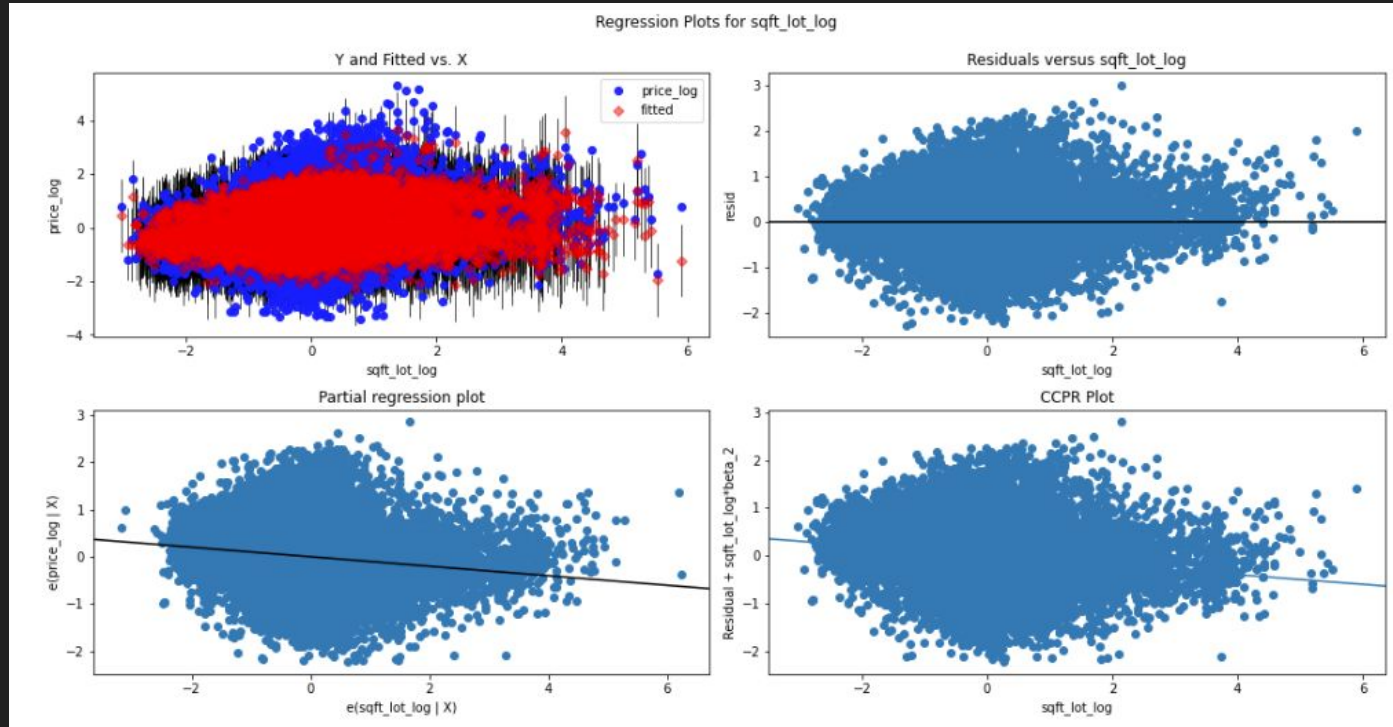 Regression Plots for sqft_lot_log
Y and Fitted vs. X
price_log
fitted
4
2
0
−2
−4
price_log
−2
0
2
4
6
sqft_lot_log
Residuals versus sqft_lot_log
3
2
1
0
−1
−2
resid
−2
0
2
4
6
sqft_lot_log
Partial regression plot
3
2
1
0
−1
−2
e(price_log | X)
−2
0
2
4
6
e(sqft_lot_log | X)
CCPR Plot
3
2
1
0
−1
−2
Residual + sqft_lot_log*beta_2
−2
0
2
4
6
sqft_lot_log